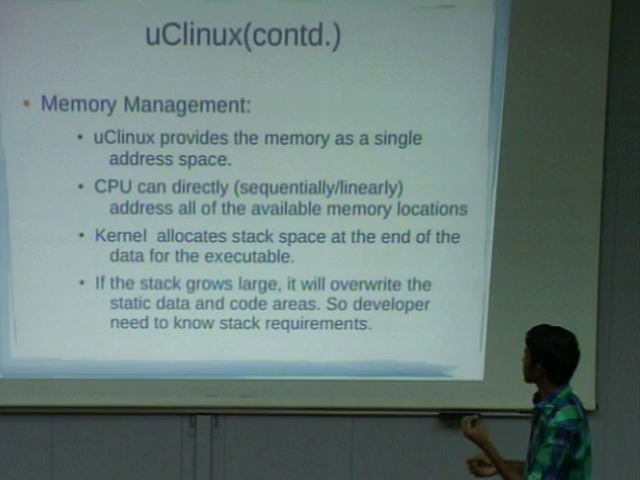 uClinux(contd.)
Memory Management:
uClinux provides the memory as a single
address space.
CPU can directly (sequentially/linearly)
address all of the available memory locations
Kernel allocates stack space at the end of the
data for the executable.
If the stack grows large, it will overwrite the
static data and code areas. So developer
need to know stack requirements.